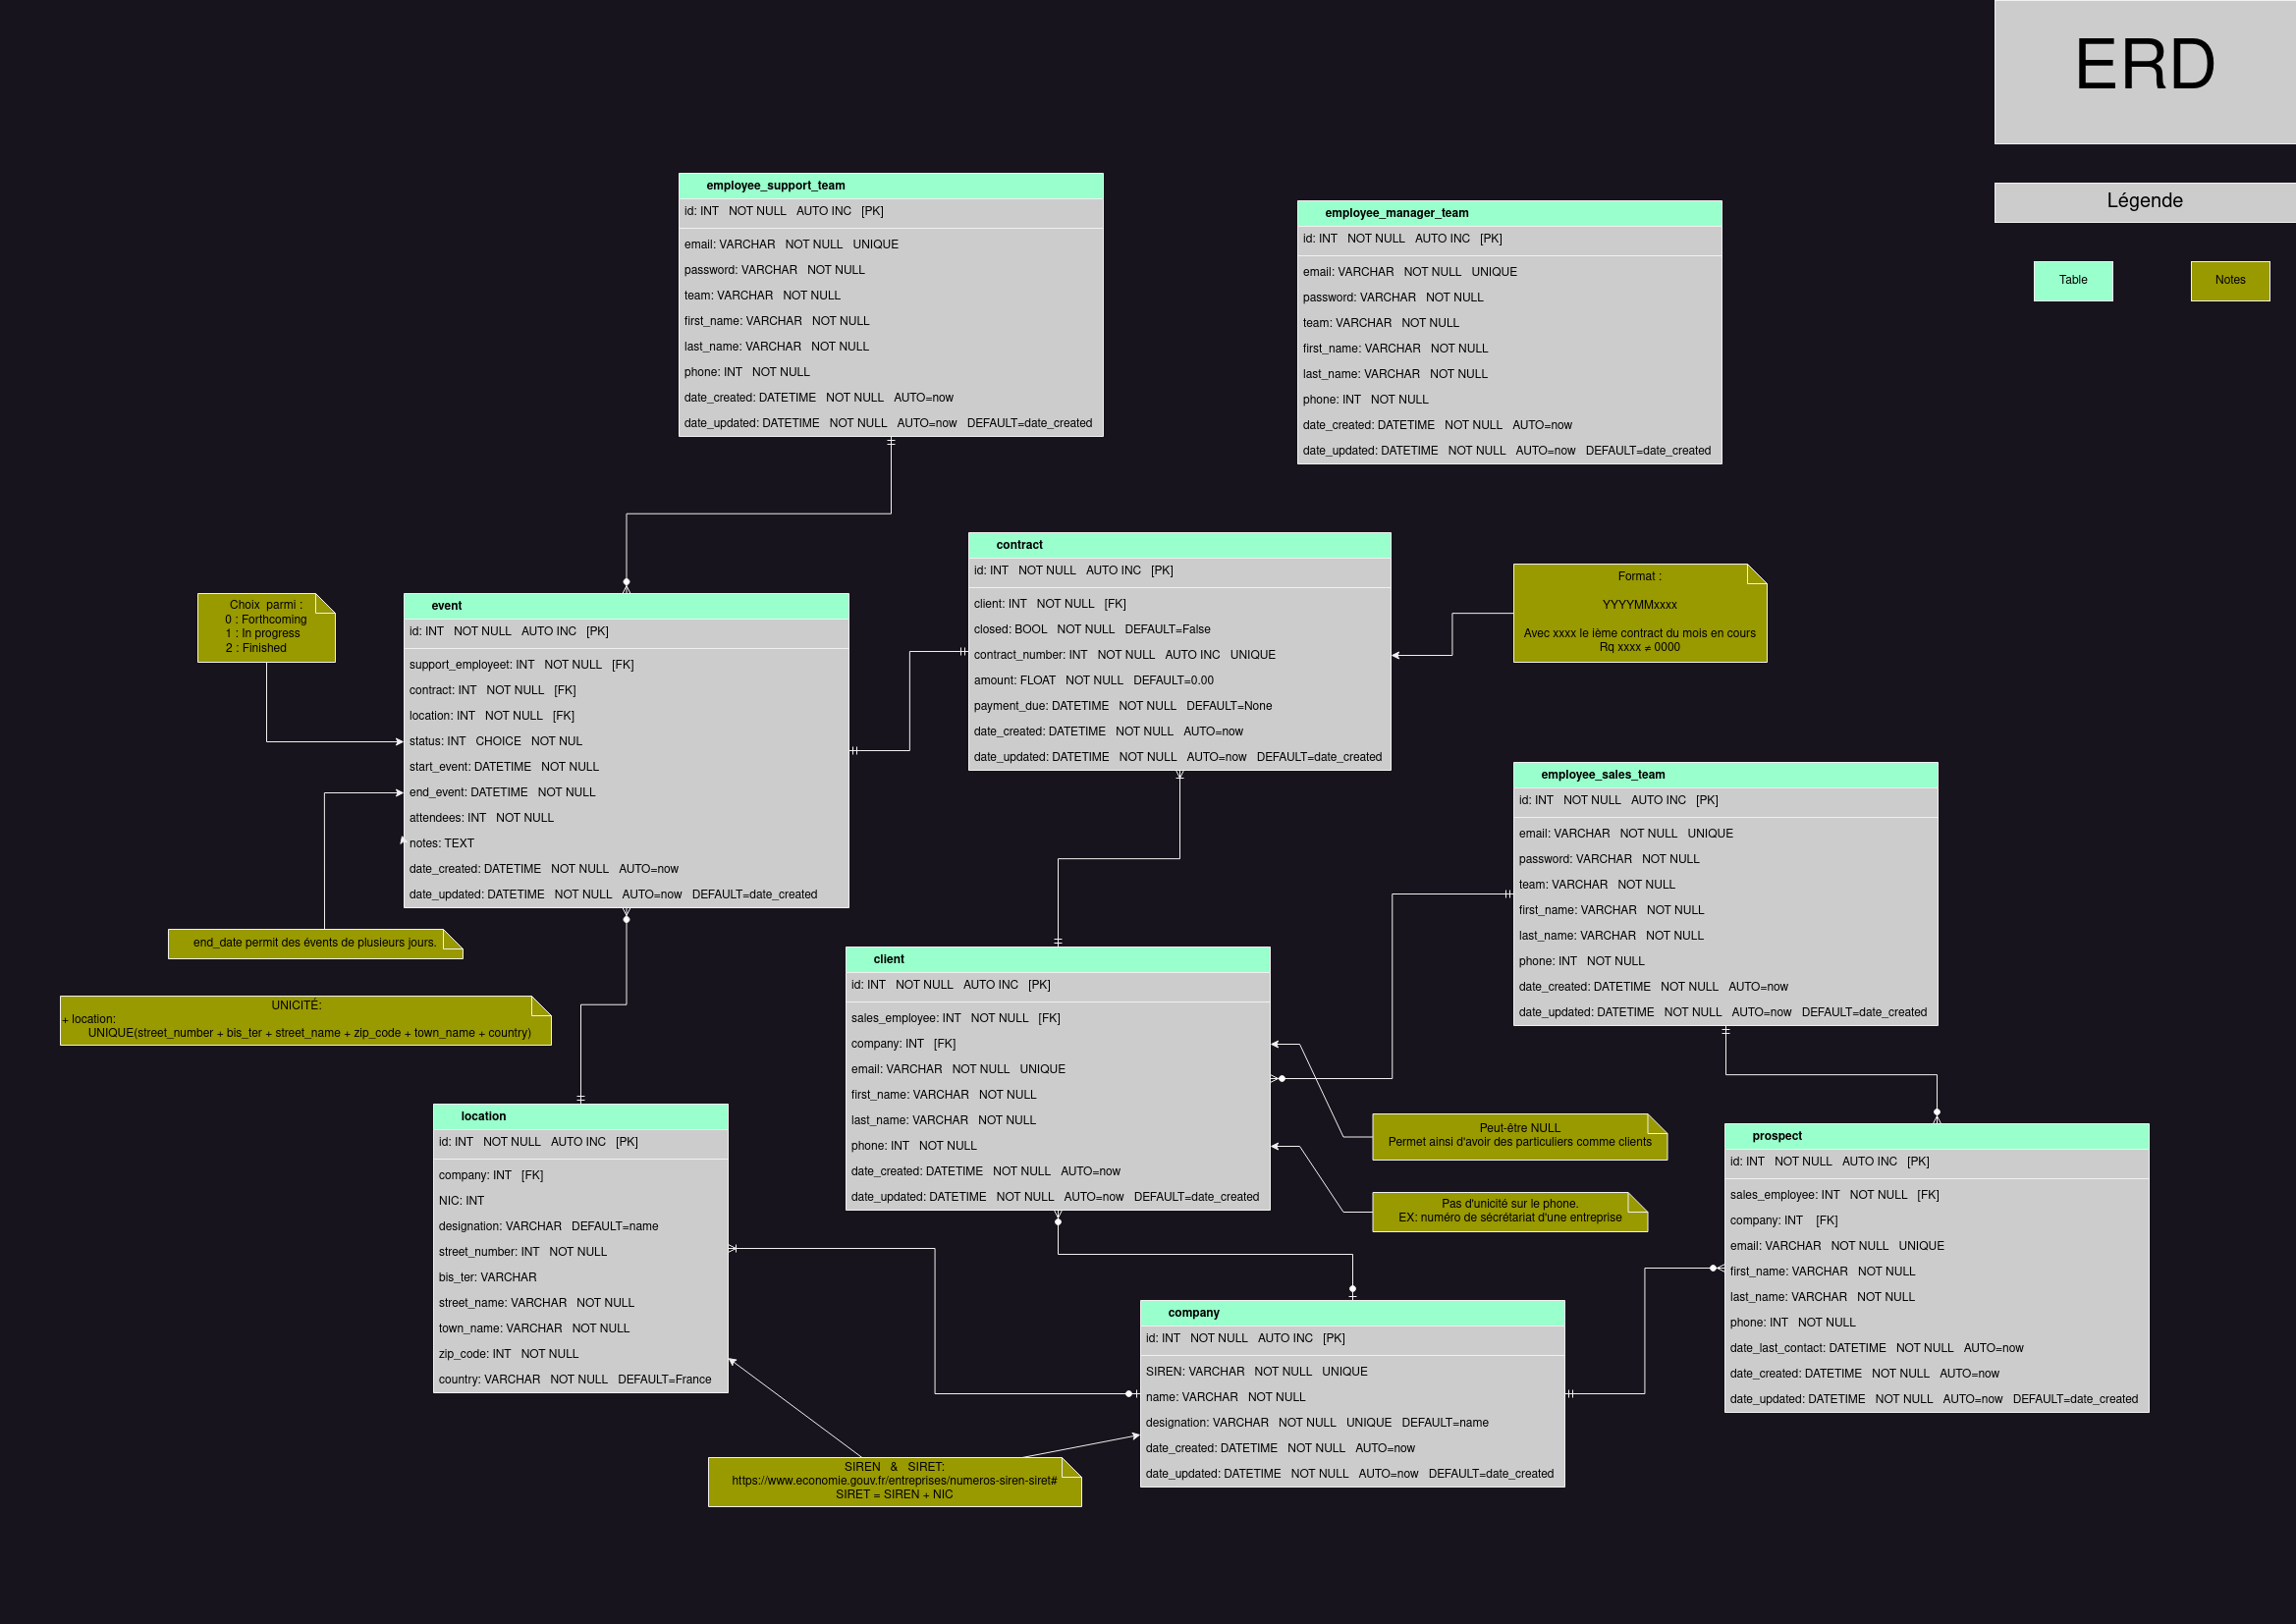 ERD
Légende
Table
Notes
employee_support_team
id: INT NOT NULL AUTO INC [PK]
email: VARCHAR NOT NULL UNIQUE
password: VARCHAR NOT NULL
team: VARCHAR NOT NULL
first_name: VARCHAR NOT NULL
last_name: VARCHAR NOT NULL
phone: INT NOT NULL
date_created: DATETIME NOT NULL AUTO=now
date_updated: DATETIME NOT NULL AUTO=now DEFAULT=date_created
employee_manager_team
id: INT NOT NULL AUTO INC [PK]
email: VARCHAR NOT NULL UNIQUE
password: VARCHAR NOT NULL
team: VARCHAR NOT NULL
first_name: VARCHAR NOT NULL
last_name: VARCHAR NOT NULL
phone: INT NOT NULL
date_created: DATETIME NOT NULL AUTO=now
date_updated: DATETIME NOT NULL AUTO=now DEFAULT=date_created
Choix parmi :
0 : Forthcoming
1 : In progress
2 : Finished
event
id: INT NOT NULL AUTO INC [PK]
support_employeet: INT NOT NULL [FK]
contract: INT NOT NULL [FK]
location: INT NOT NULL [FK]
status: INT CHOICE NOT NUL
start_event: DATETIME NOT NULL
end_event: DATETIME NOT NULL
attendees: INT NOT NULL
notes: TEXT
date_created: DATETIME NOT NULL AUTO=now
date_updated: DATETIME NOT NULL AUTO=now DEFAULT=date_created
contract
id: INT NOT NULL AUTO INC [PK]
client: INT NOT NULL [FK]
closed: BOOL NOT NULL DEFAULT=False
contract_number: INT NOT NULL AUTO INC UNIQUE
amount: FLOAT NOT NULL DEFAULT=0.00
payment_due: DATETIME NOT NULL DEFAULT=None
date_created: DATETIME NOT NULL AUTO=now
date_updated: DATETIME NOT NULL AUTO=now DEFAULT=date_created
Format :
YYYYMMxxxx
Avec xxxx le ième contract du mois en cours
Rq xxxx ≠ 0000
employee_sales_team
id: INT NOT NULL AUTO INC [PK]
email: VARCHAR NOT NULL UNIQUE
password: VARCHAR NOT NULL
team: VARCHAR NOT NULL
first_name: VARCHAR NOT NULL
last_name: VARCHAR NOT NULL
phone: INT NOT NULL
date_created: DATETIME NOT NULL AUTO=now
date_updated: DATETIME NOT NULL AUTO=now DEFAULT=date_created
end_date permit des évents de plusieurs jours.
UNICITÉ:
+ location:
UNIQUE(street_number + bis_ter + street_name + zip_code + town_name + country)
client
id: INT NOT NULL AUTO INC [PK]
sales_employee: INT NOT NULL [FK]
company: INT [FK]
email: VARCHAR NOT NULL UNIQUE
first_name: VARCHAR NOT NULL
last_name: VARCHAR NOT NULL
phone: INT NOT NULL
date_created: DATETIME NOT NULL AUTO=now
date_updated: DATETIME NOT NULL AUTO=now DEFAULT=date_created
Peut-être NULL
Permet ainsi d'avoir des particuliers comme clients
Pas d'unicité sur le phone.
EX: numéro de sécrétariat d'une entreprise
location
id: INT NOT NULL AUTO INC [PK]
company: INT [FK]
NIC: INT
designation: VARCHAR DEFAULT=name
street_number: INT NOT NULL
bis_ter: VARCHAR
street_name: VARCHAR NOT NULL
town_name: VARCHAR NOT NULL
zip_code: INT NOT NULL
country: VARCHAR NOT NULL DEFAULT=France
prospect
id: INT NOT NULL AUTO INC [PK]
sales_employee: INT NOT NULL [FK]
company: INT [FK]
email: VARCHAR NOT NULL UNIQUE
first_name: VARCHAR NOT NULL
last_name: VARCHAR NOT NULL
phone: INT NOT NULL
date_last_contact: DATETIME NOT NULL AUTO=now
date_created: DATETIME NOT NULL AUTO=now
date_updated: DATETIME NOT NULL AUTO=now DEFAULT=date_created
company
id: INT NOT NULL AUTO INC [PK]
SIREN: VARCHAR NOT NULL UNIQUE
name: VARCHAR NOT NULL
designation: VARCHAR NOT NULL UNIQUE DEFAULT=name
date_created: DATETIME NOT NULL AUTO=now
date_updated: DATETIME NOT NULL AUTO=now DEFAULT=date_created
SIREN & SIRET:
https://www.economie.gouv.fr/entreprises/numeros-siren-siret#
SIRET = SIREN + NIC